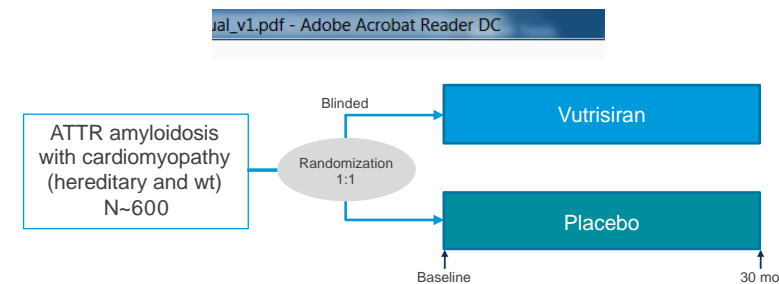 ual_v1.pdf - Adobe Acrobat Reader DC
Blinded
Vutrisiran
ATTR amyloidosis
with cardiomyopathy
(hereditary and wt)
N~600
Randomization
1:1
Placebo
Baseline
30 mo